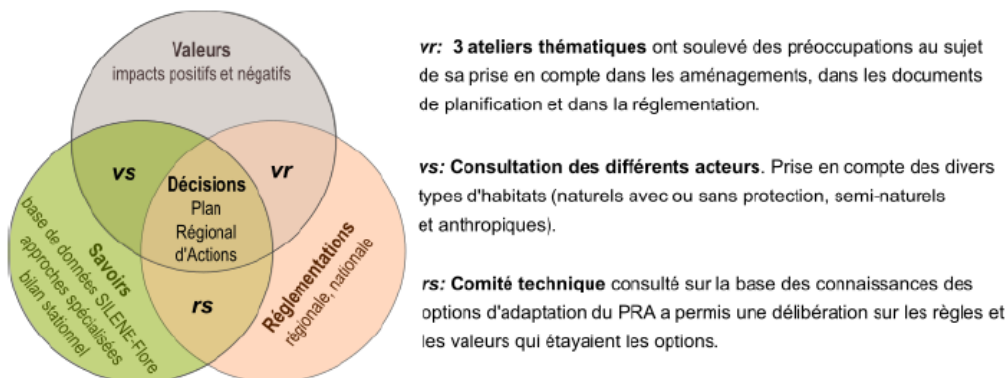 Valeurs
impacts positifs et négatifs
vs
vr
Décisions
Plan
Régional
d'Actions
Savoirs
base de données SILENE-Flore
approches spécialisées
bilan stationnel
rs
Réglementations
régionale, nationale
vr: 3 ateliers thématiques ont soulevé des préoccupations au sujet
de sa prise en compte dans les aménagements, dans les documents
de planification et dans la réglementation.
vs: Consultation des différents acteurs. Prise en compte des divers
types d'habitats (naturels avec ou sans protection, semi-naturels
et anthropiques).
rs: Comité technique consulté sur la base des connaissances des
options d'adaptation du PRA a permis une délibération sur les règles et
les valeurs qui étayaient les options.